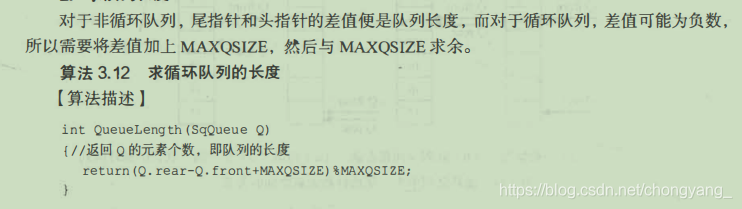 对于非循环队列，尾指针和头指针的差值便是队列长度，而对于循环队列，差值可能为负数，
所以需要将差值加上 MAXQSIZE，然后与 MAXQSIZE 求余。
算法 3.12 求循环队列的长度
【算法描述】
int QueueLength(SqQueue Q)
{//返回 Q 的元素个数，即队列的长度
return(Q.rear-Q.front+MAXQSIZE)%MAXQSIZE;
}
https://blog.csdn.net/chongyang_